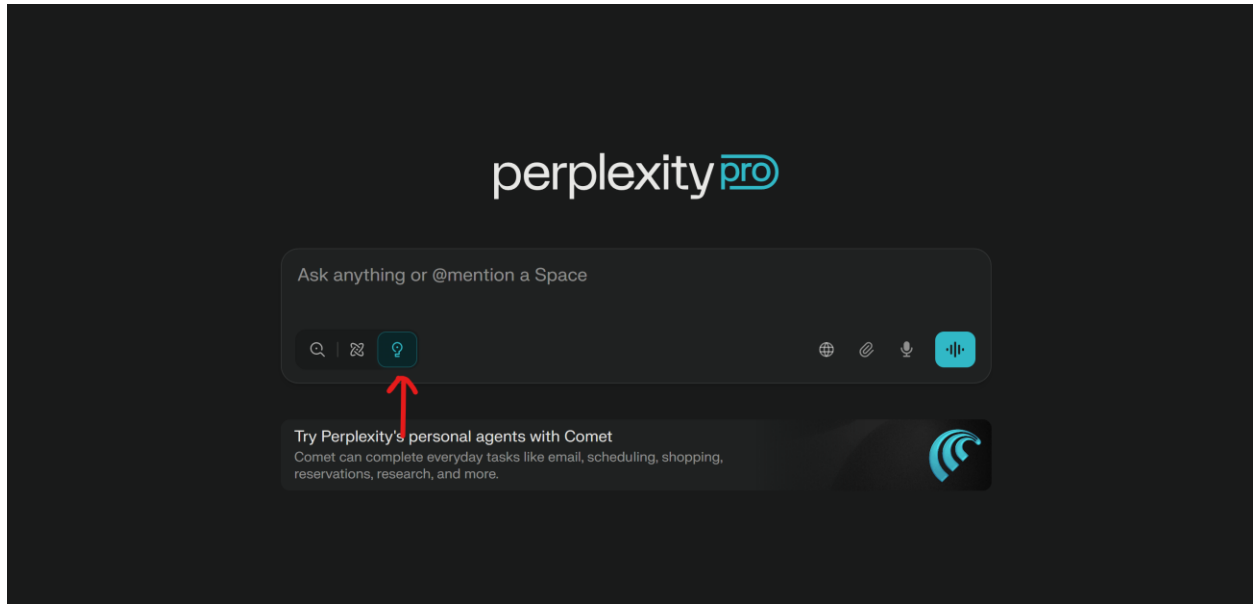 perplexity pro
Ask anything or @mention a Space
Try Perplexity's personal agents with Comet
Comet can complete everyday tasks like email, scheduling, shopping,
reservations, research, and more.